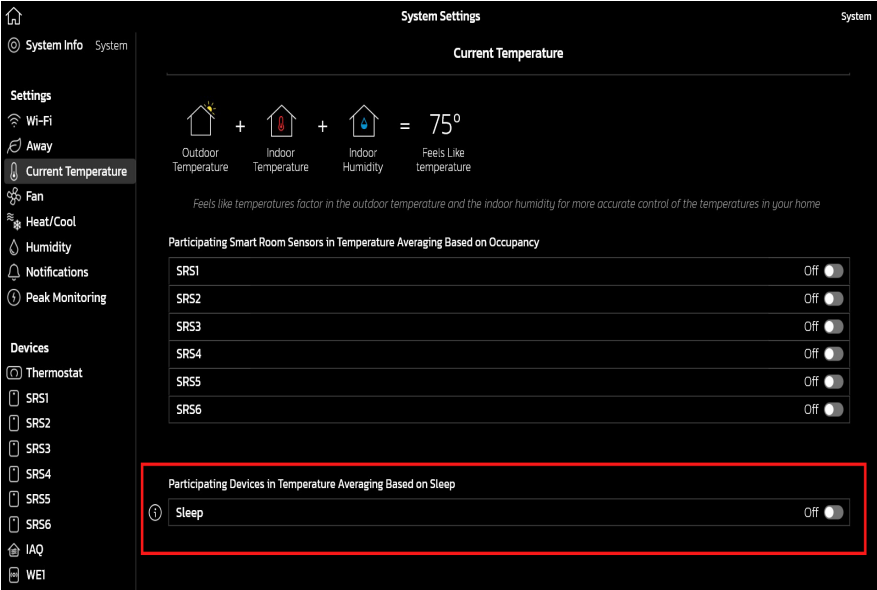 System Settings
System
System Info System
Current Temperature
Settings
Wi-Fi
Away
Current Temperature
Fan
Heat/Cool
Humidity
Notifications
Peak Monitoring
Devices
Thermostat
SRS1
SRS2
SRS3
SRS4
SRS5
SRS6
IAQ
WE1
+ + = 75°
Outdoor Temperature
Indoor Temperature
Indoor Humidity
Feels Like temperature
Feels like temperatures factor in the outdoor temperature and the indoor humidity for more accurate control of the temperatures in your home
Participating Smart Room Sensors in Temperature Averaging Based on Occupancy
SRS1 Off
SRS2 Off
SRS3 Off
SRS4 Off
SRS5 Off
SRS6 Off
Participating Devices in Temperature Averaging Based on Sleep
Sleep Off